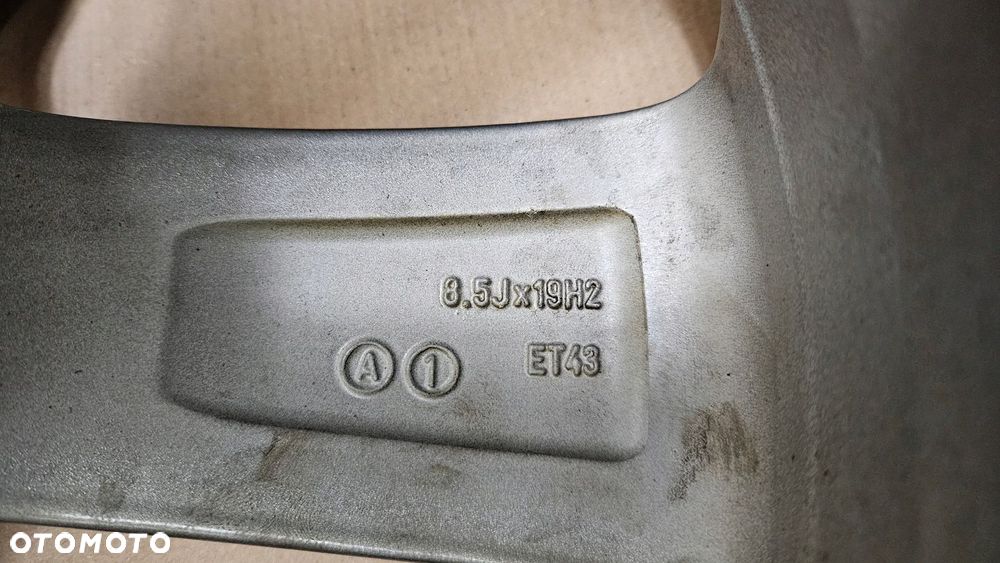 8.5Jx19H2
A 1 ET43
OTOMOTO